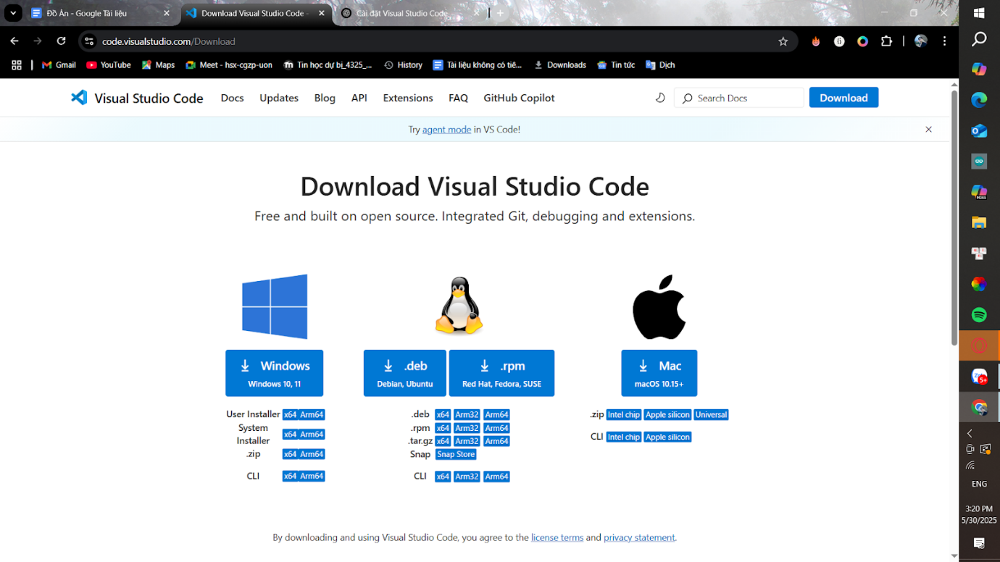 Đồ Án - Google Tài liệu
Download Visual Studio Code -
Cài đặt Visual Studio Code
code.visualstudio.com/Download
Gmail YouTube Maps Meet - hsx-cgzp-uon Tin học dự bị_4325_... History Tài liệu không có tiê... Downloads Tin tức Dịch
Visual Studio Code Docs Updates Blog API Extensions FAQ GitHub Copilot Search Docs Download
Try agent mode in VS Code!
Download Visual Studio Code
Free and built on open source. Integrated Git, debugging and extensions.
Windows
Windows 10, 11
User Installer x64 Arm64
System
Installer x64 Arm64
.zip x64 Arm64
CLI x64 Arm64
.deb
Debian, Ubuntu
.rpm
Red Hat, Fedora, SUSE
.deb x64 Arm32 Arm64
.rpm x64 Arm32 Arm64
.tar.gz x64 Arm32 Arm64
Snap Snap Store
CLI x64 Arm32 Arm64
Mac
macOS 10.15+
.zip Intel chip Apple silicon Universal
CLI Intel chip Apple silicon
By downloading and using Visual Studio Code, you agree to the license terms and privacy statement.
5+
ENG
3:20 PM
5/30/2025